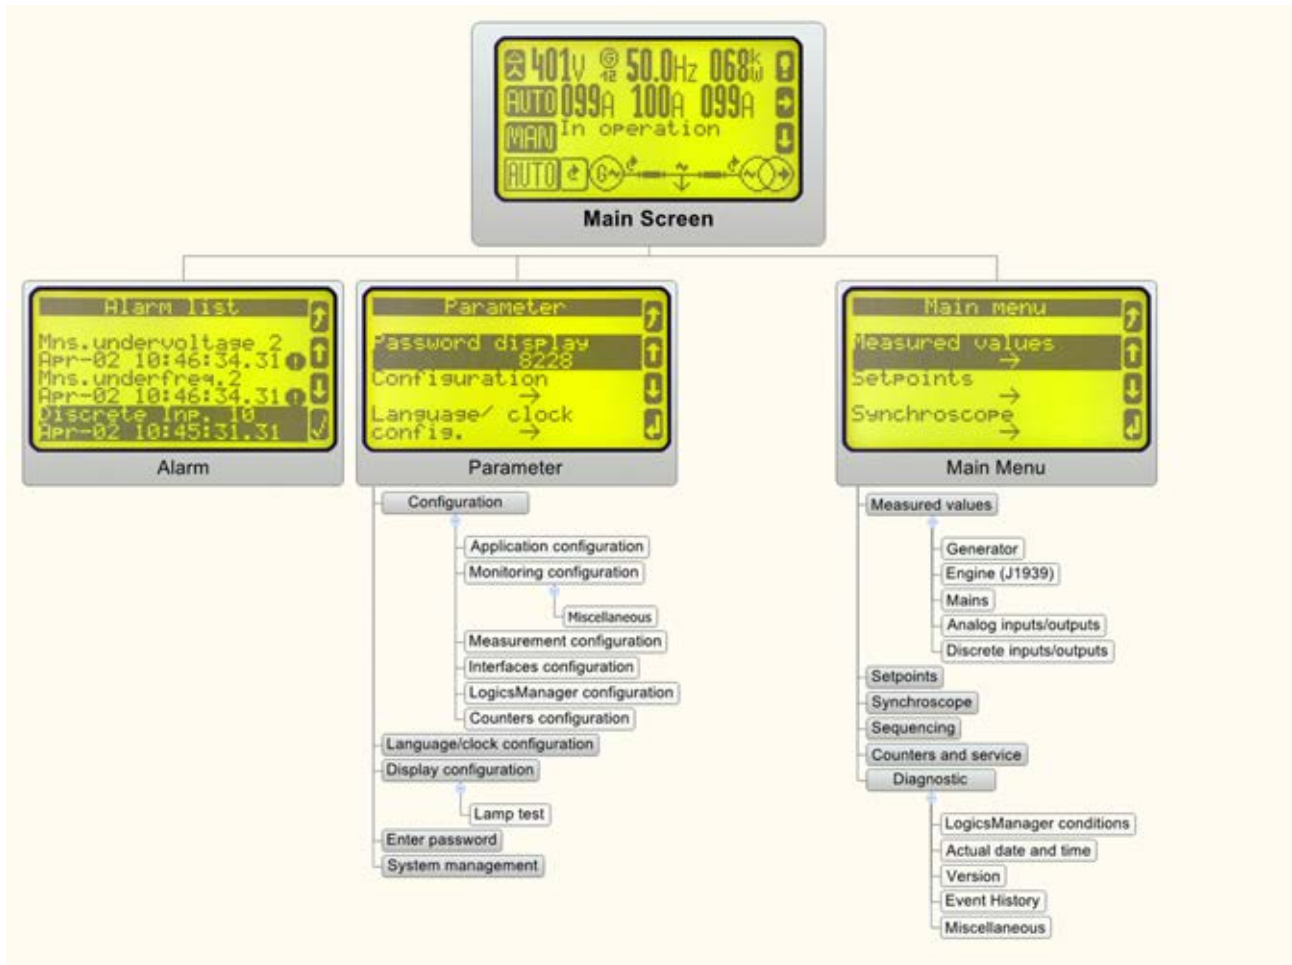 401V G 12 50.0Hz 068kW
AUTO 099A 100A 099A
MAN In operation
AUTO G
Main Screen
Alarm list
Mns.undervoltage 2
Apr-02 10:46:34.31
Mns.underfreq.2
Apr-02 10:46:34.31
Discrete Inp. 10
Apr-02 10:45:31.31
Alarm
Parameter
Password display
8228
Configuration
Language/ clock
config.
Parameter
Configuration
Application configuration
Monitoring configuration
Miscellaneous
Measurement configuration
Interfaces configuration
LogicsManager configuration
Counters configuration
Language/clock configuration
Display configuration
Lamp test
Enter password
System management
Main menu
Measured values
Setpoints
Synchroscope
Main Menu
Measured values
Generator
Engine (J1939)
Mains
Analog inputs/outputs
Discrete inputs/outputs
Setpoints
Synchroscope
Sequencing
Counters and service
Diagnostic
LogicsManager conditions
Actual date and time
Version
Event History
Miscellaneous